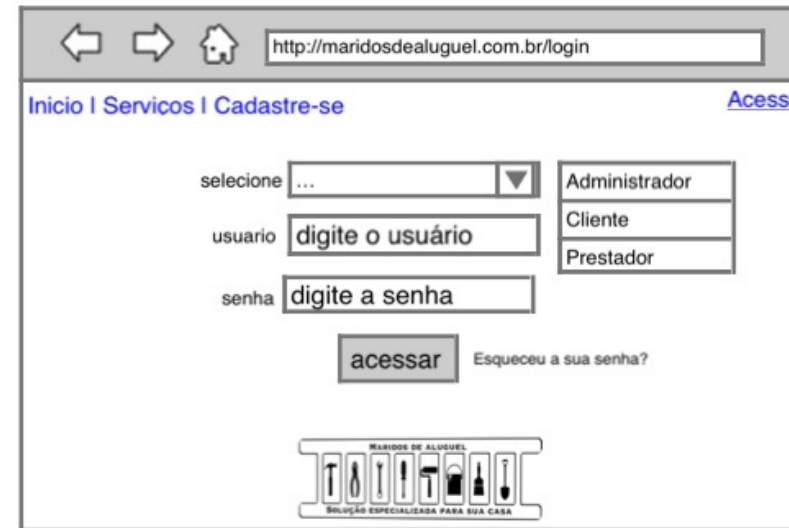 http://maridosdealuguel.com.br/login
Inicio | Servicos | Cadastre-se
Acess
selecione ...
Administrador
Cliente
Prestador
usuario digite o usuário
senha digite a senha
acessar Esqueceu a sua senha?
MARIDOS DE ALUGUEL
SOLUÇÃO ESPECIALIZADA PARA SUA CASA